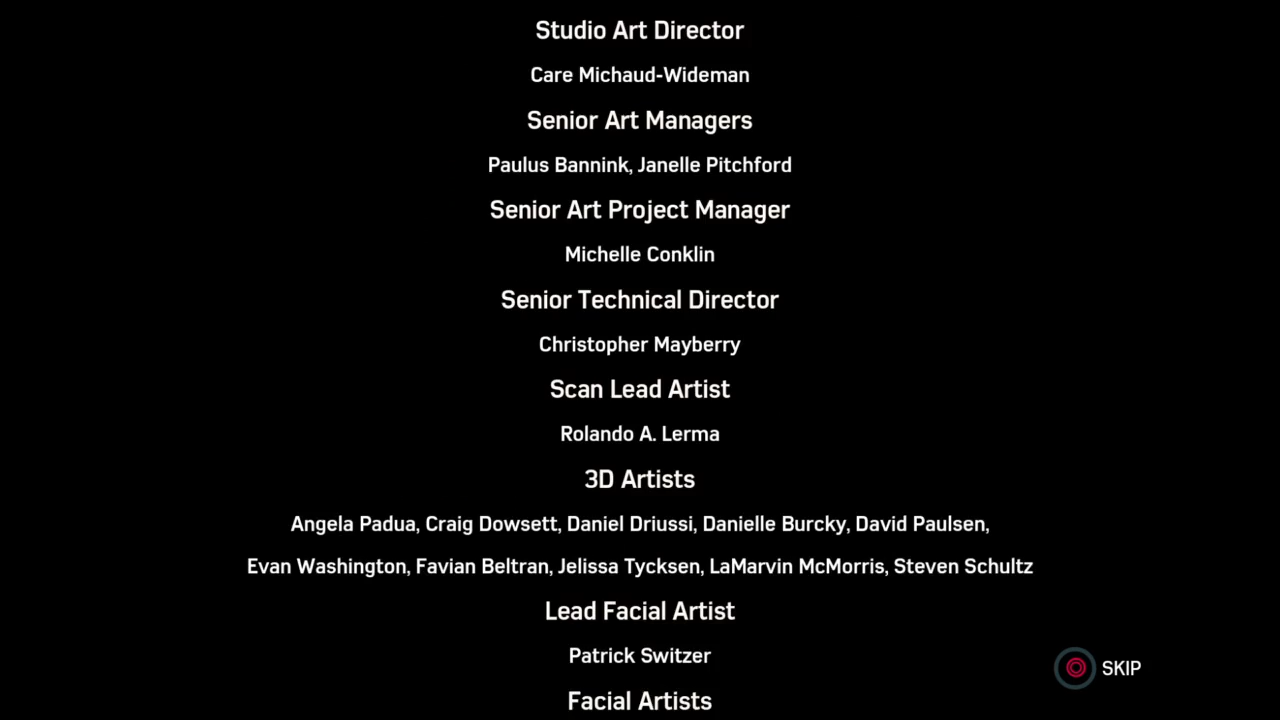 Studio Art Director
Care Michaud-Wideman
Senior Art Managers
Paulus Bannink, Janelle Pitchford
Senior Art Project Manager
Michelle Conklin
Senior Technical Director
Christopher Mayberry
Scan Lead Artist
Rolando A. Lerma
3D Artists
Angela Padua, Craig Dowsett, Daniel Driussi, Danielle Burcky, David Paulsen,
Evan Washington, Favian Beltran, Jelissa Tycksen, LaMarvin McMorris, Steven Schultz
Lead Facial Artist
Patrick Switzer
SKIP
Facial Artists